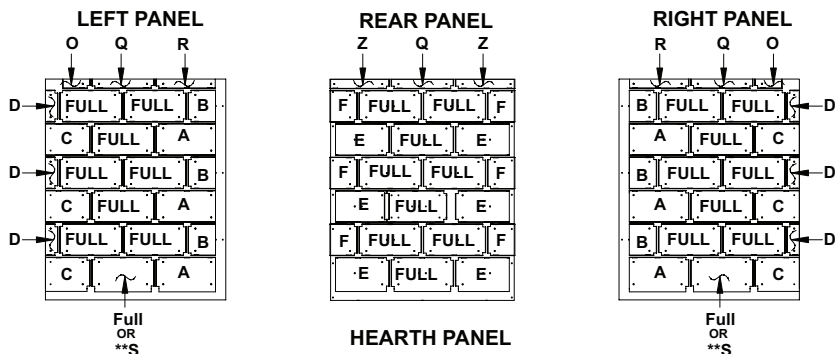 LEFT PANEL REAR PANEL RIGHT PANEL
O Q R Z Q Z R Q O
D FULL FULL B F FULL FULL F B FULL FULL D
C FULL A E FULL E A FULL C
D FULL FULL B F FULL FULL F B FULL FULL D
C FULL A E FULL E A FULL C
D FULL FULL B F FULL FULL F B FULL FULL D
C A E FULL E A C
Full Full
OR OR
**S HEARTH PANEL **S